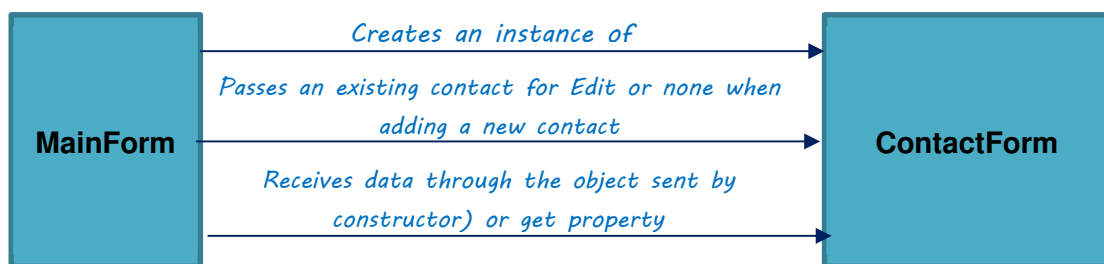 Creates an instance of
Passes an existing contact for Edit or none when
adding a new contact
MainForm
ContactForm
Receives data through the object sent by
constructor) or get property